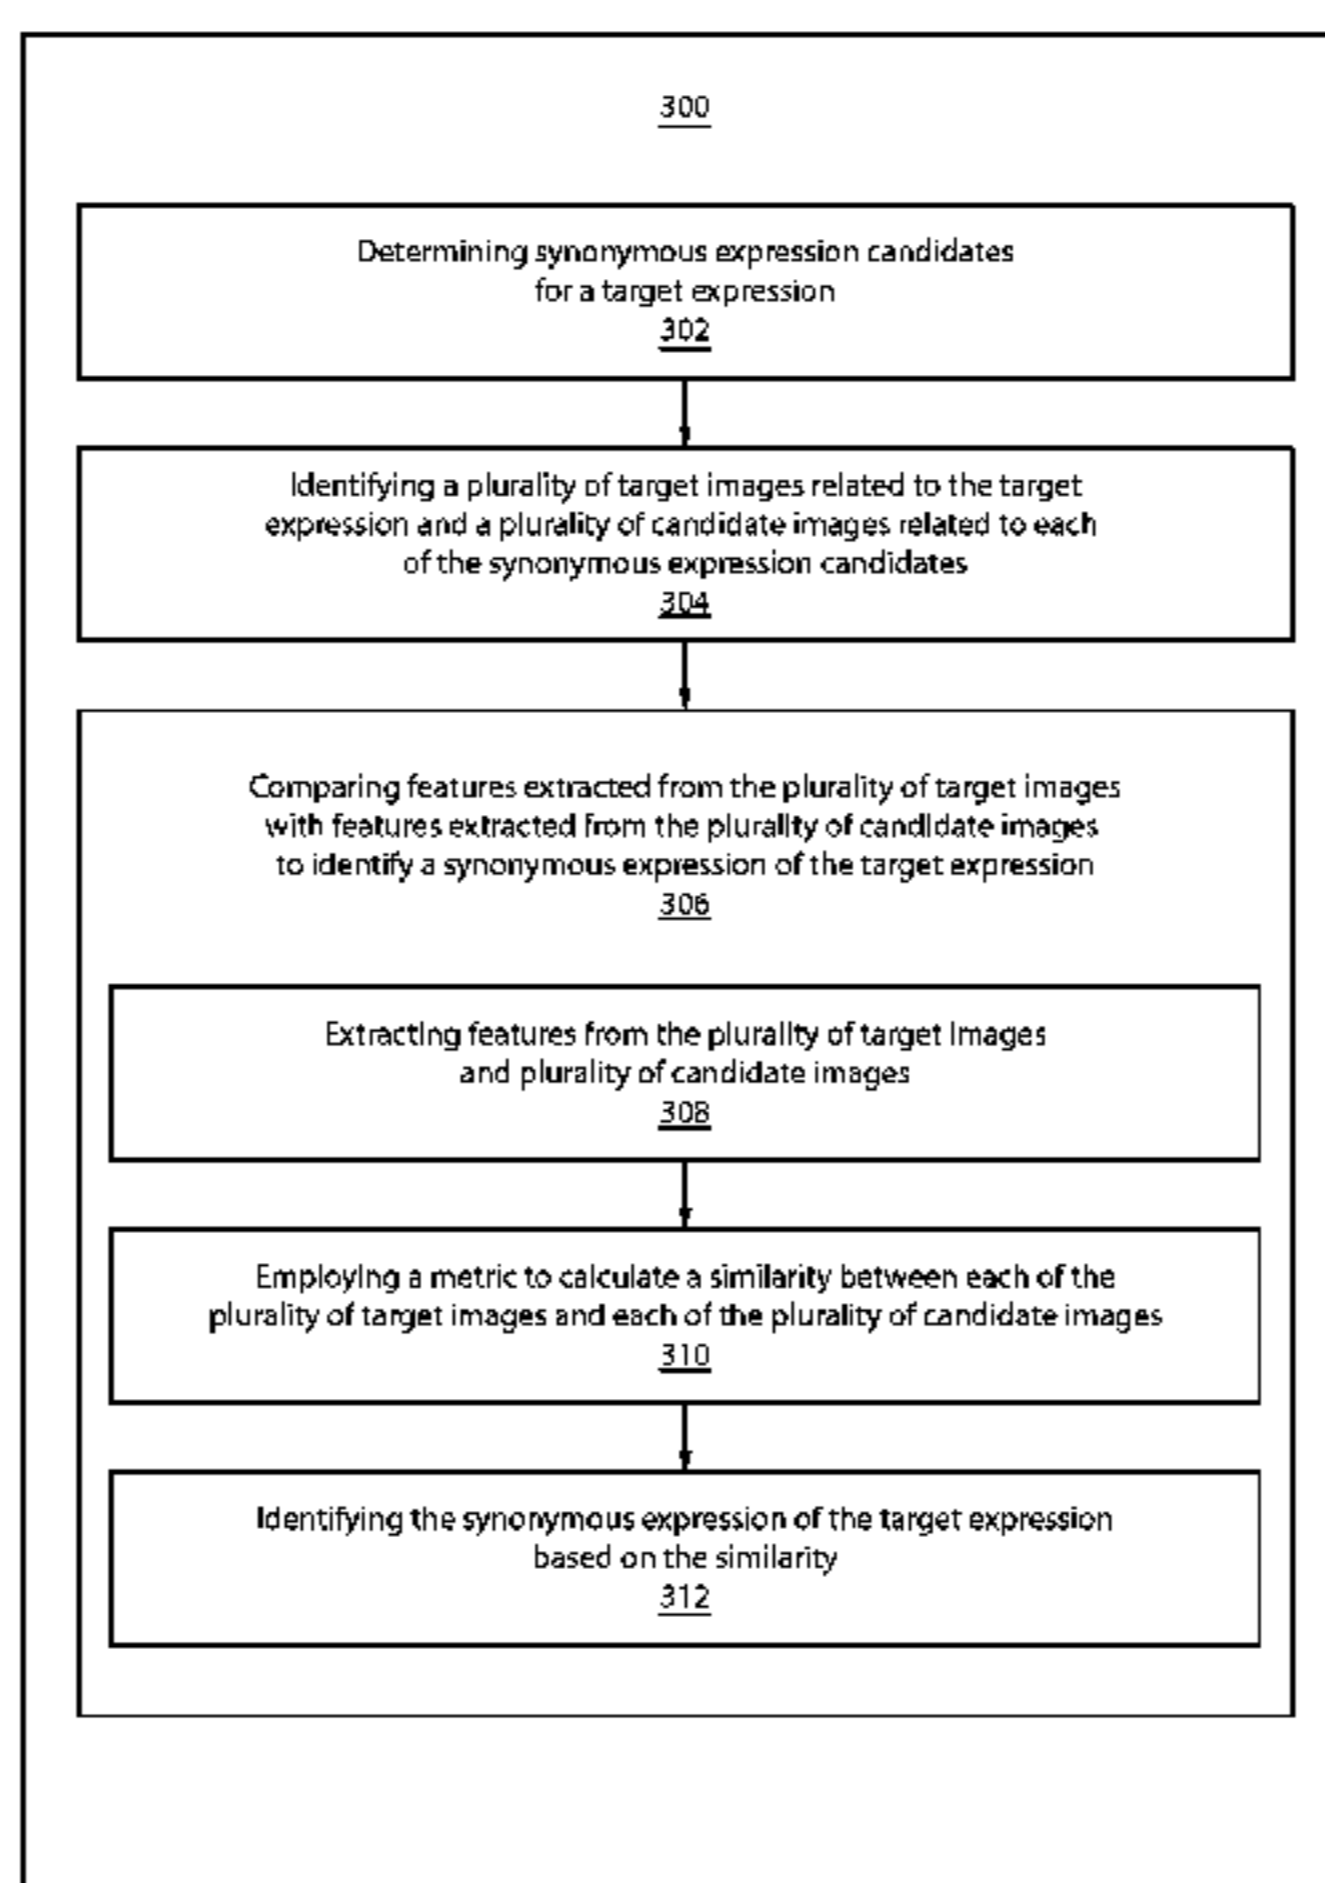 300
Determining synonymous expression candidates
for a target expression
302
Identifying a plurality of target images related to the target
expression and a plurality of candidate images related to each
of the synonymous expression candidates
304
Comparing features extracted from the plurality of target images
with features extracted from the plurality of candidate images
to identify a synonymous expression of the target expression
306
Extracting features from the plurality of target images
and plurality of candidate images
308
Employing a metric to calculate a similarity between each of the
plurality of target images and each of the plurality of candidate images
310
Identifying the synonymous expression of the target expression
based on the similarity
312